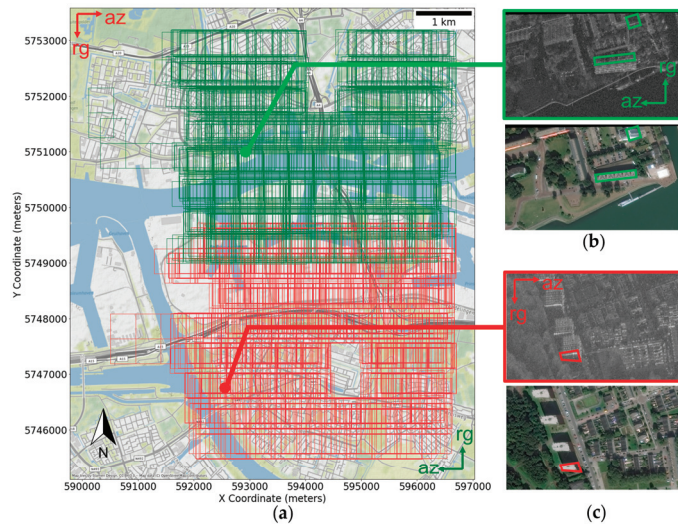 az
rg
1 km
5753000
5752000
5751000
5750000
5749000
5748000
5747000
5746000
Y Coordinate (meters)
N
rg
az
590000 591000 592000 593000 594000 595000 596000 597000
X Coordinate (meters)
(a)
rg
az
(b)
az
rg
(c)